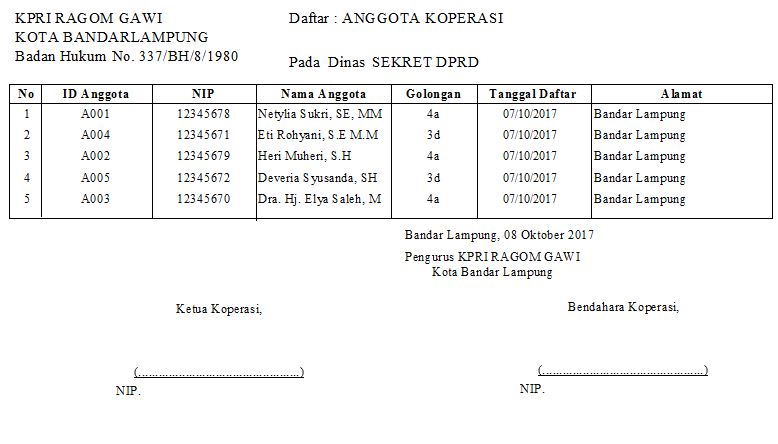 KPRI RAGOM GAWI
KOTA BANDARLAMPUNG
Badan Hukum No. 337/BH/8/1980
Daftar : ANGGOTA KOPERASI
Pada Dinas SEKRET DPRD
No ID Anggota NIP Nama Anggota Golongan Tanggal Daftar Alamat
1 A001 12345678 Netylia Sukri, SE, MM 4a 07/10/2017 Bandar Lampung
2 A004 12345671 Eti Rohyani, S.E M.M 3d 07/10/2017 Bandar Lampung
3 A002 12345679 Heri Muheri, S.H 4a 07/10/2017 Bandar Lampung
4 A005 12345672 Deveria Syusanda, SH 3d 07/10/2017 Bandar Lampung
5 A003 12345670 Dra. Hj. Elya Saleh, M 4a 07/10/2017 Bandar Lampung
Bandar Lampung, 08 Oktober 2017
Pengurus KPRI RAGOM GAWI
Kota Bandar Lampung
Ketua Koperasi,
Bendahara Koperasi,
(................................................)
(................................................)
NIP.
NIP.